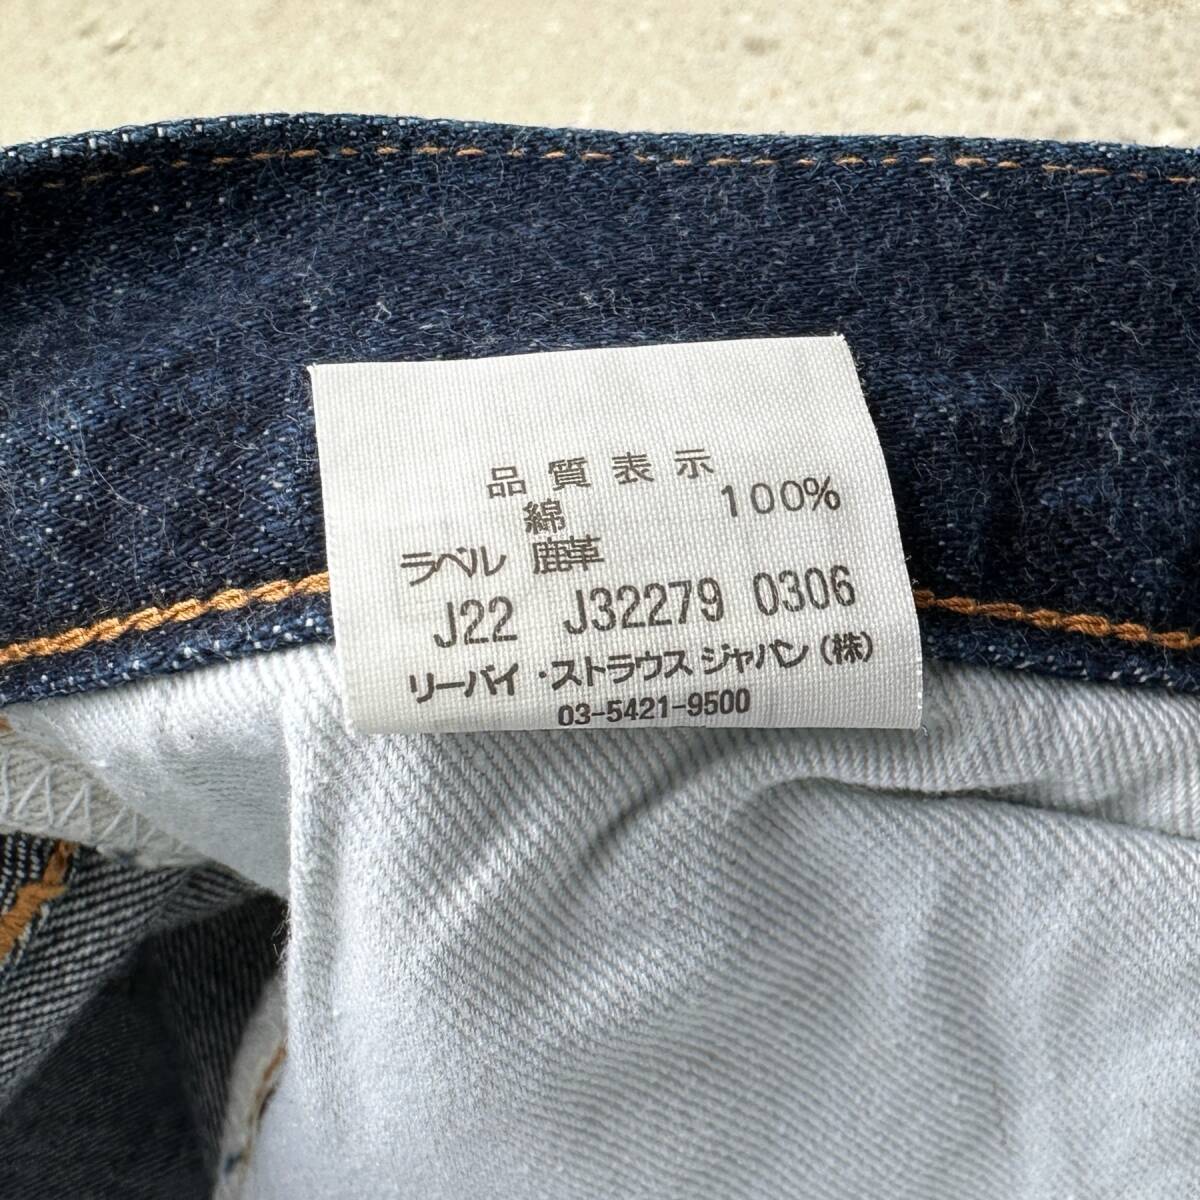 品質表示
綿 100%
ラベル 鹿革
J22 J32279 0306
リーバイ・ストラウス ジャパン(株)
03-5421-9500